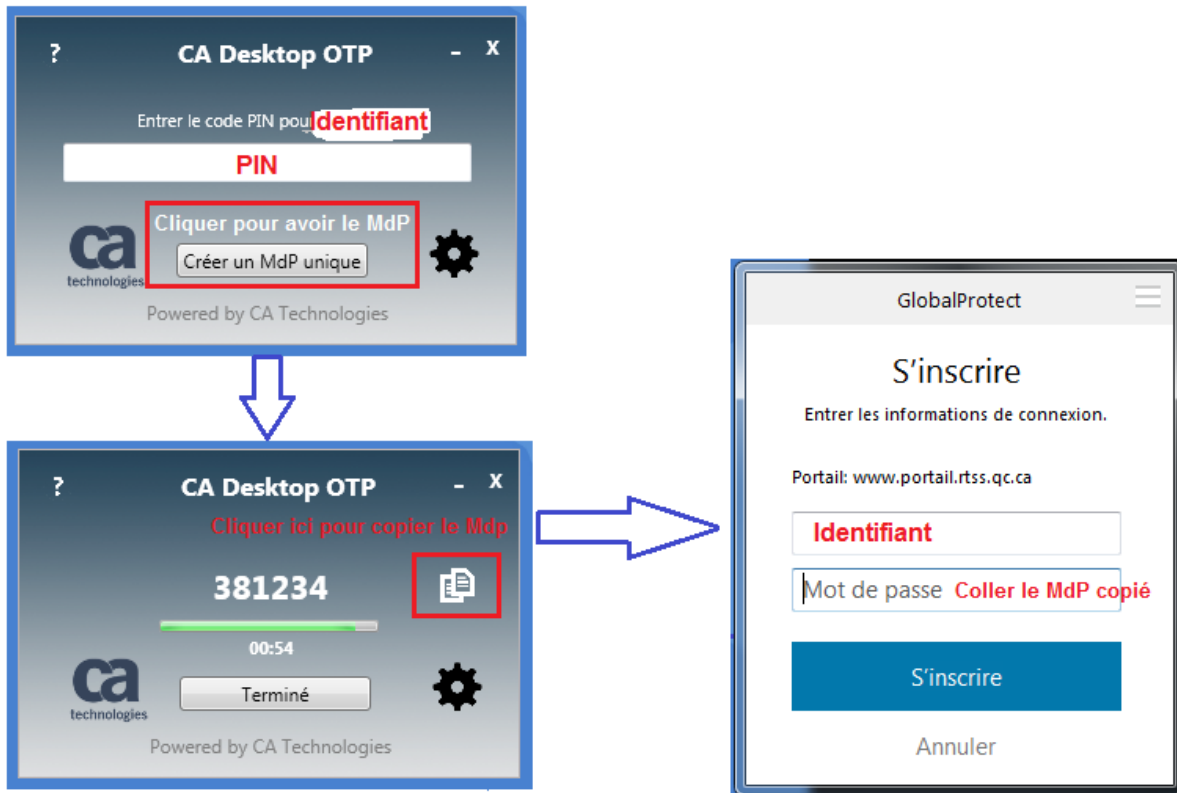 ? CA Desktop OTP - x
Entrer le code PIN pour Identifiant
PIN
Cliquer pour avoir le MdP
Créer un MdP unique
ca
technologies
Powered by CA Technologies
? CA Desktop OTP - x
Cliquer ici pour copier le Mdp
381234
00:54
Terminé
ca
technologies
Powered by CA Technologies
GlobalProtect
S'inscrire
Entrer les informations de connexion.
Portail: www.portail.rtss.qc.ca
Identifiant
Mot de passe Coller le MdP copié
S'inscrire
Annuler